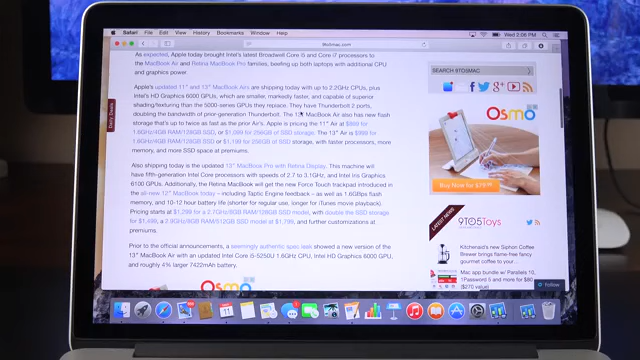 Safari File Edit View History Bookmarks Window Help
Wed 2:06 PM
9to5mac.com
As expected, Apple today brought Intel's latest Broadwell Core i5 and Core i7 processors to
the MacBook Air and Retina MacBook Pro families, beefing up both laptops with additional CPU
and graphics power.
Apple's updated 11" and 13" MacBook Airs are shipping today with up to 2.2GHz CPUs, plus
Intel's HD Graphics 6000 GPUs, which are smaller, markedly faster, and capable of superior
shading/texturing than the 5000-series GPUs they replace. They have Thunderbolt 2 ports,
doubling the bandwidth of prior-generation Thunderbolt. The 13" MacBook Air also has new flash
storage that's up to twice as fast as the prior Air's. Apple is pricing the 11" Air at $899 for
1.6GHz/4GB RAM/128GB SSD, or $1,099 for 256GB of SSD storage. The 13" Air is $999 for
1.6GHz/4GB RAM/128GB SSD or $1,199 for 256GB of SSD storage, with faster processors, more
memory, and more SSD space at premiums.
Also shipping today is the updated 13" MacBook Pro with Retina Display. This machine will
have fifth-generation Intel Core processors with speeds of 2.7 to 3.1GHz, and Intel Iris Graphics
6100 GPUs. Additionally, the Retina MacBook will get the new Force Touch trackpad introduced in
the all-new 12" MacBook today – including Taptic Engine feedback – as well as 1.6GBps flash
memory, and 10-12 hour battery life (shorter for regular use, longer for iTunes movie playback).
Pricing starts at $1,299 for a 2.7GHz/8GB RAM/128GB SSD model, with double the SSD storage
for $1,499, a 2.9GHz/8GB RAM/512GB SSD model at $1,799, and further customizations at
premiums.
Prior to the official announcements, a seemingly authentic spec leak showed a new version of the
13" MacBook Air with an updated Intel Core i5-5250U 1.6GHz CPU, Intel HD Graphics 6000 GPU,
and roughly 4% larger 7422mAh battery.
Osmo
SEARCH 9TO5MAC
Osmo
Buy Now for $79.99
LATEST NEWS
9TO5Toys
Kitchenaid's new Siphon Coffee
Brewer brings flame-free fancy
gourmet coffee to your...
Mac app bundle w/ Parallels 10,
1Password 5 and more for $80
($270 value)
Follow